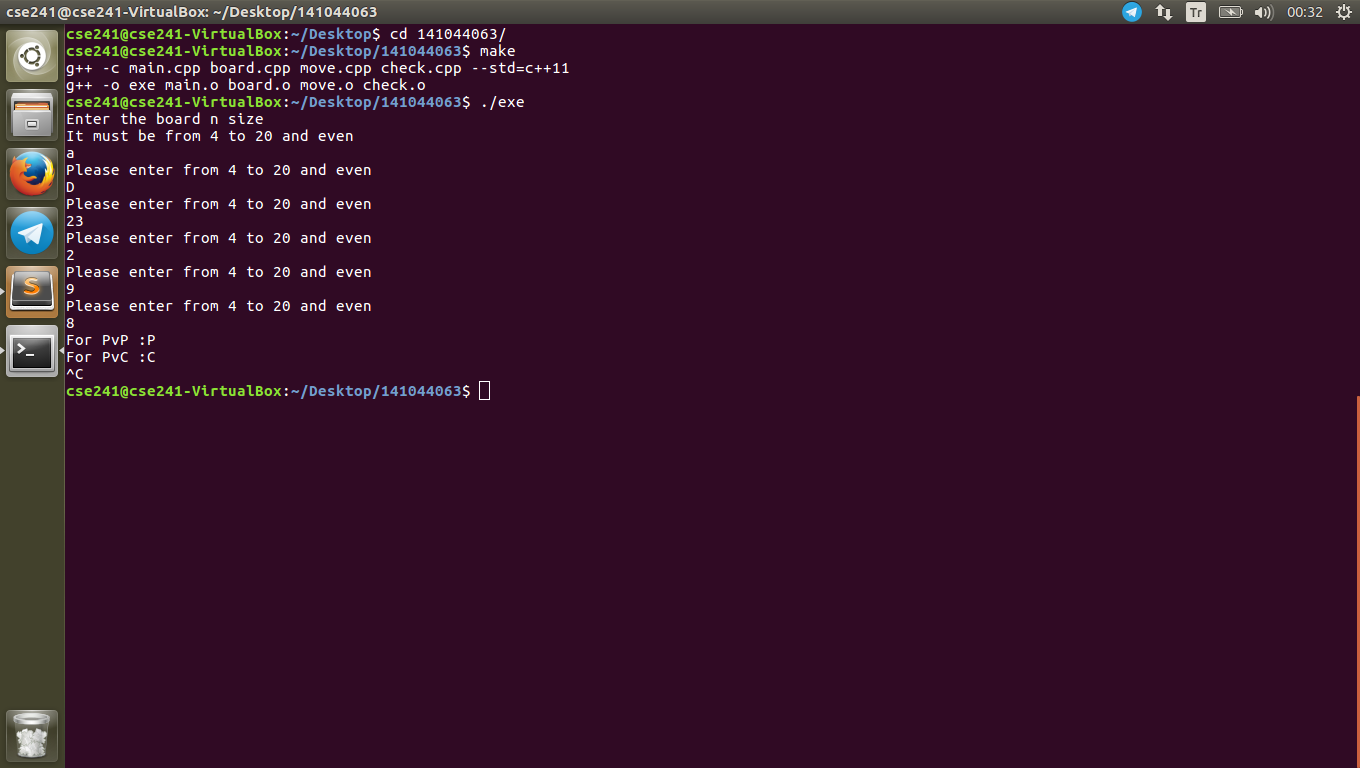 cse241@cse241-VirtualBox: ~/Desktop/141044063
Tr
00:32
cse241@cse241-VirtualBox:~/Desktop$ cd 141044063/
cse241@cse241-VirtualBox:~/Desktop/141044063$ make
g++ -c main.cpp board.cpp move.cpp check.cpp --std=c++11
g++ -o exe main.o board.o move.o check.o
cse241@cse241-VirtualBox:~/Desktop/141044063$ ./exe
Enter the board n size
It must be from 4 to 20 and even
a
Please enter from 4 to 20 and even
D
Please enter from 4 to 20 and even
23
Please enter from 4 to 20 and even
2
Please enter from 4 to 20 and even
9
Please enter from 4 to 20 and even
8
For PvP :P
For PvC :C
^C
cse241@cse241-VirtualBox:~/Desktop/141044063$